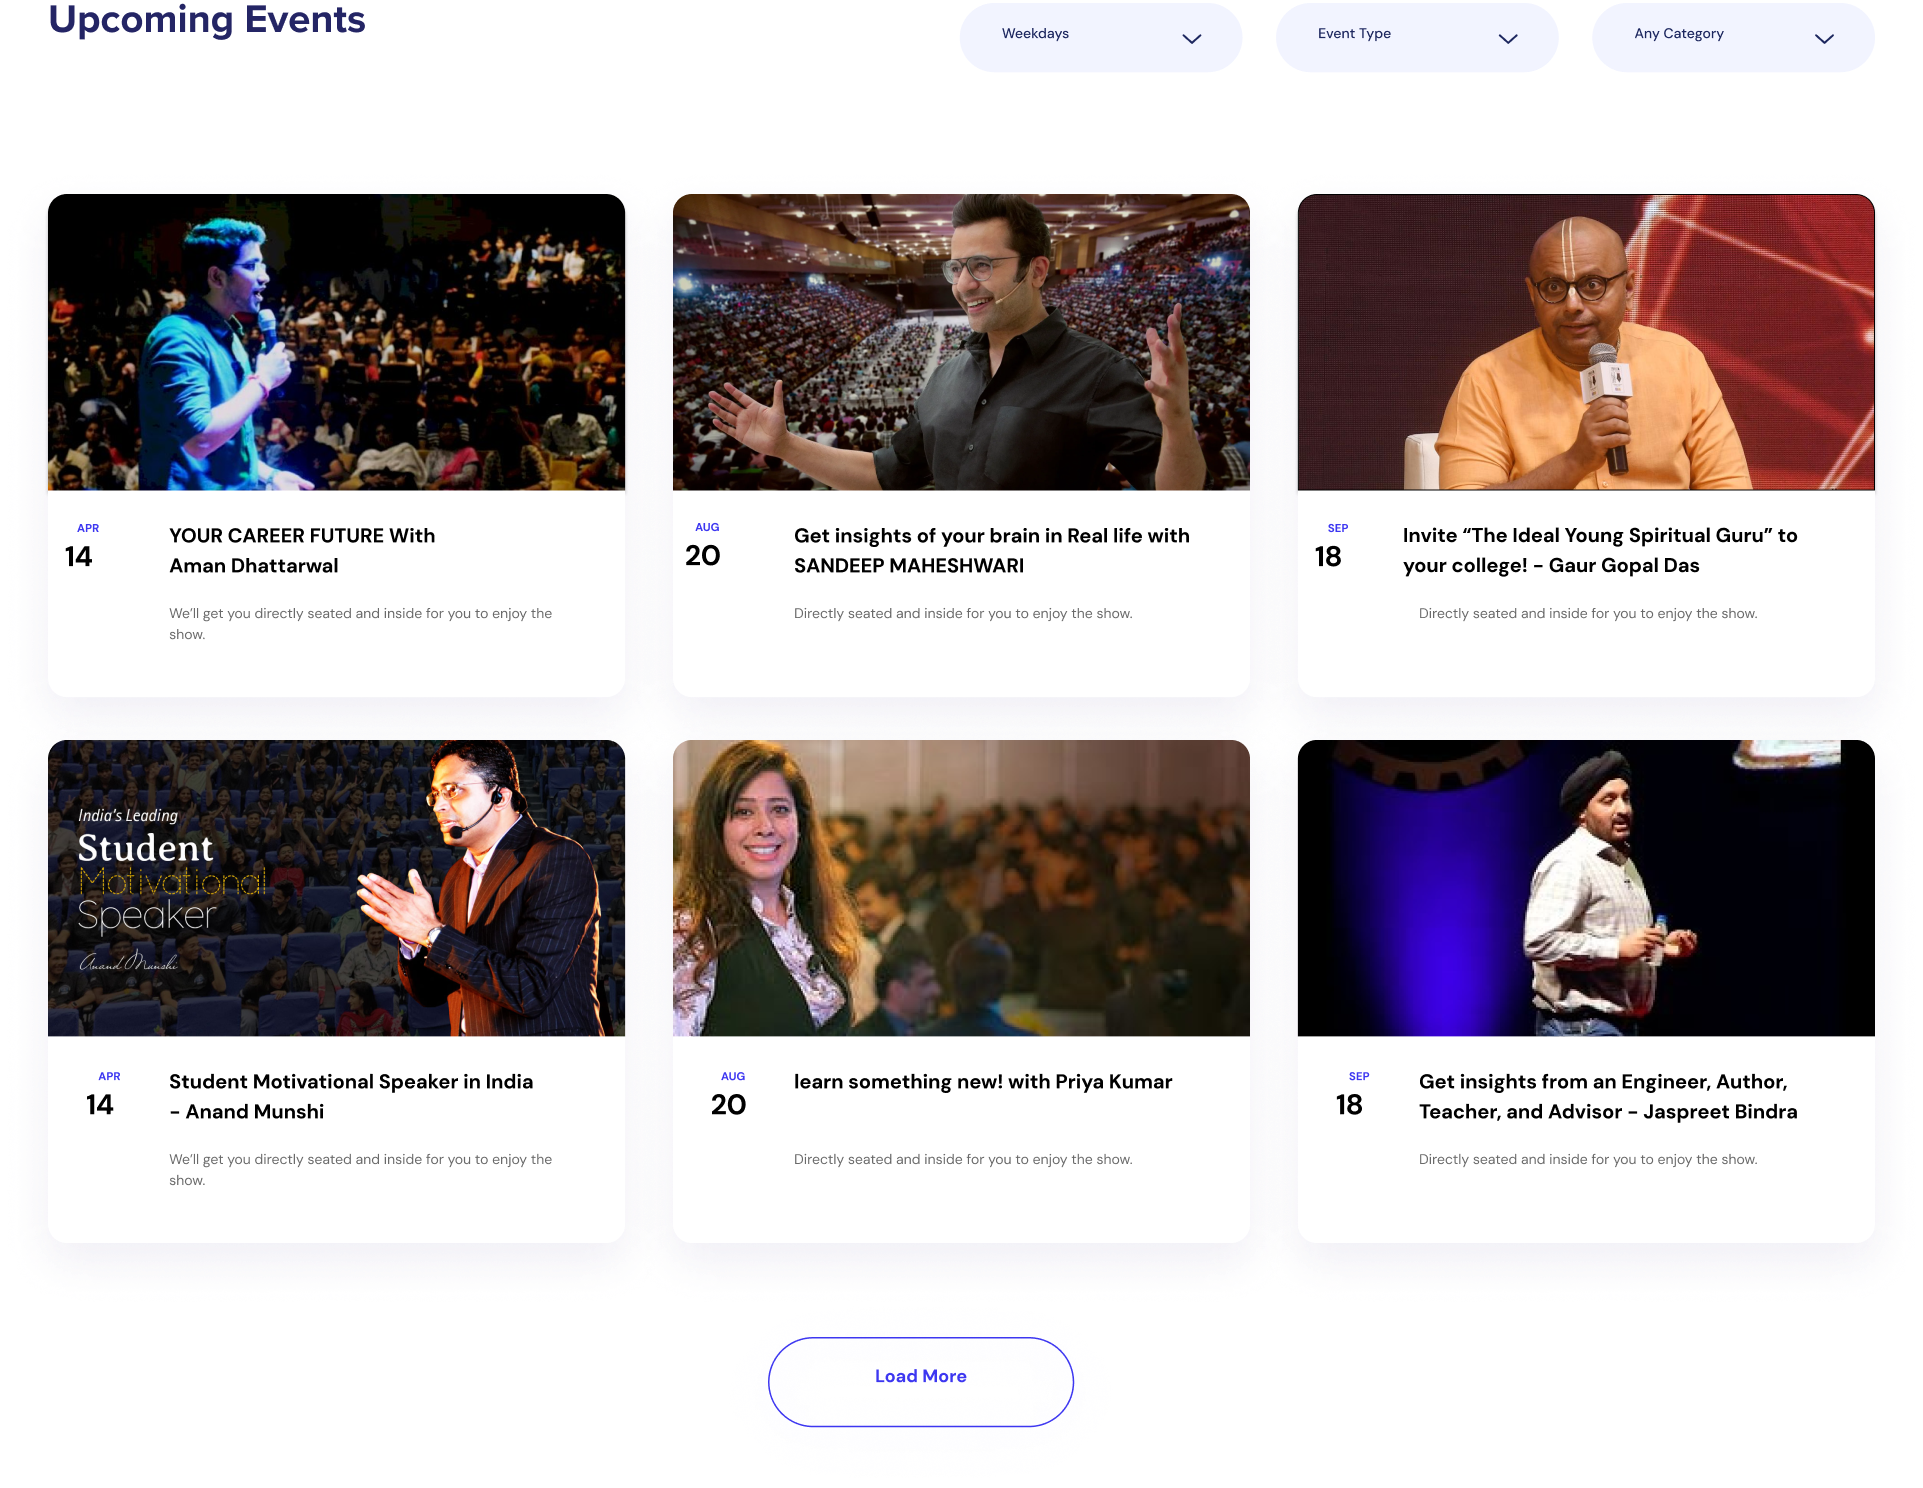 Upcoming Events
Weekdays
Event Type
Any Category
APR
14
YOUR CAREER FUTURE With
Aman Dhattarwal
We'll get you directly seated and inside for you to enjoy the
show.
AUG
20
Get insights of your brain in Real life with
SANDEEP MAHESHWARI
Directly seated and inside for you to enjoy the show.
SEP
18
Invite “The Ideal Young Spiritual Guru” to
your college! - Gaur Gopal Das
Directly seated and inside for you to enjoy the show.
India's Leading
Student
Motivational
Speaker
Anand Munshi
APR
14
Student Motivational Speaker in India
- Anand Munshi
We'll get you directly seated and inside for you to enjoy the
show.
AUG
20
learn something new! with Priya Kumar
Directly seated and inside for you to enjoy the show.
SEP
18
Get insights from an Engineer, Author,
Teacher, and Advisor - Jaspreet Bindra
Directly seated and inside for you to enjoy the show.
Load More